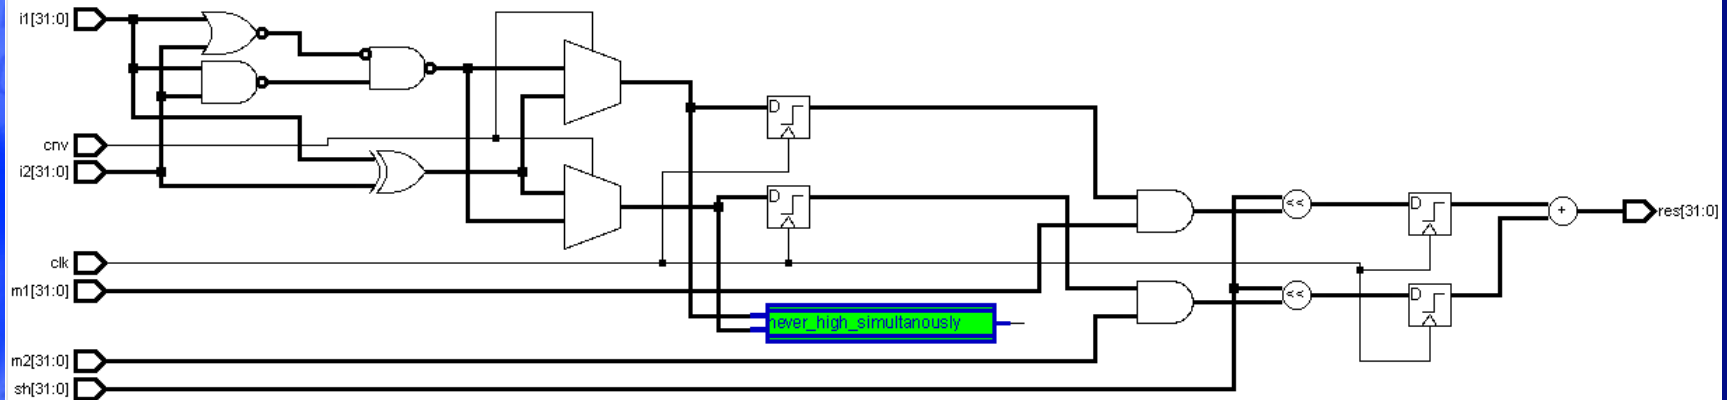 i1[31:0]
cnv
i2[31:0]
clk
m1[31:0]
m2[31:0]
sh[31:0]
D
D
never_high_simultanously
<<
<<
D
D
+
res[31:0]